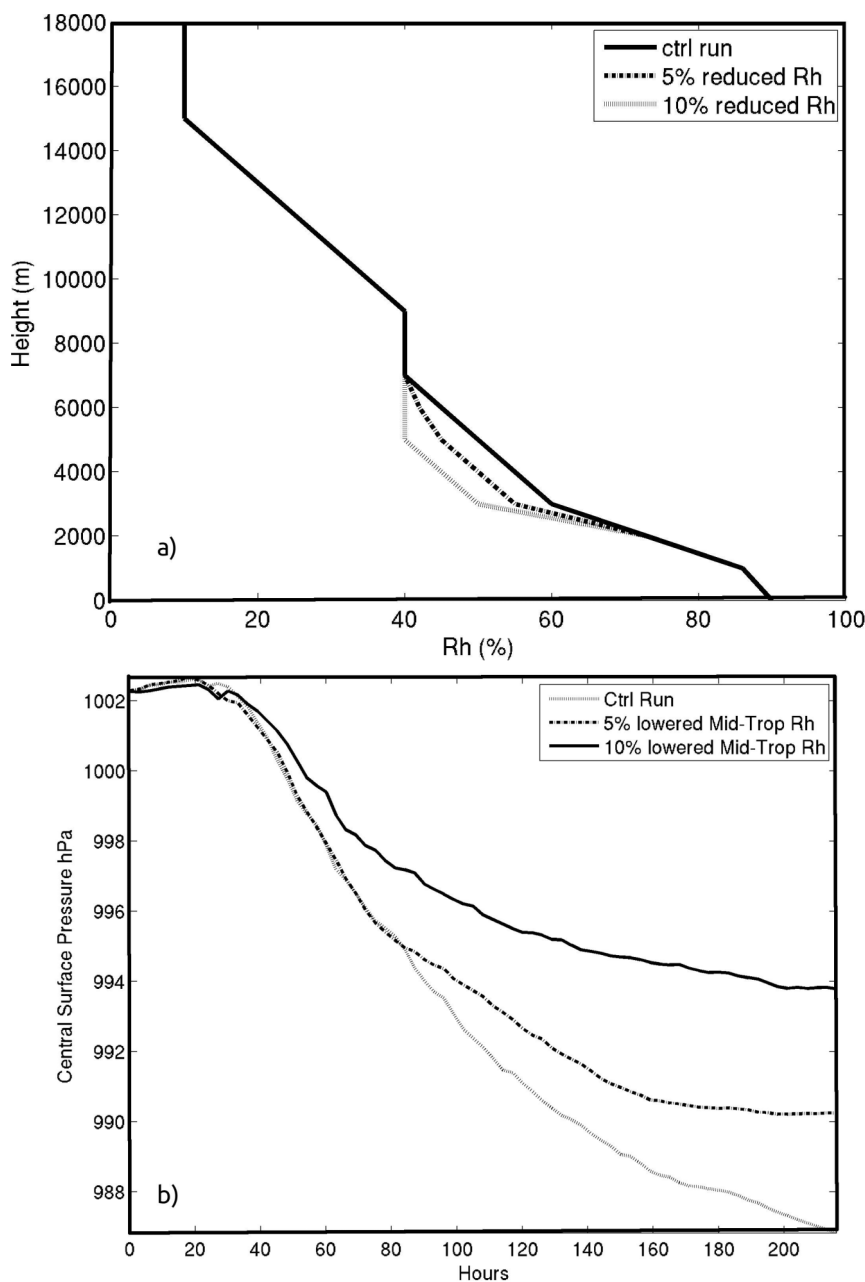 18000
16000
14000
12000
10000
8000
6000
4000
2000
0
Height (m)
ctrl run
5% reduced Rh
10% reduced Rh
a)
0 20 40 60 80 100
Rh (%)
1002
1000
998
996
994
992
990
988
Central Surface Pressure hPa
Ctrl Run
5% lowered Mid-Trop Rh
10% lowered Mid-Trop Rh
b)
0 20 40 60 80 100 120 140 160 180 200
Hours